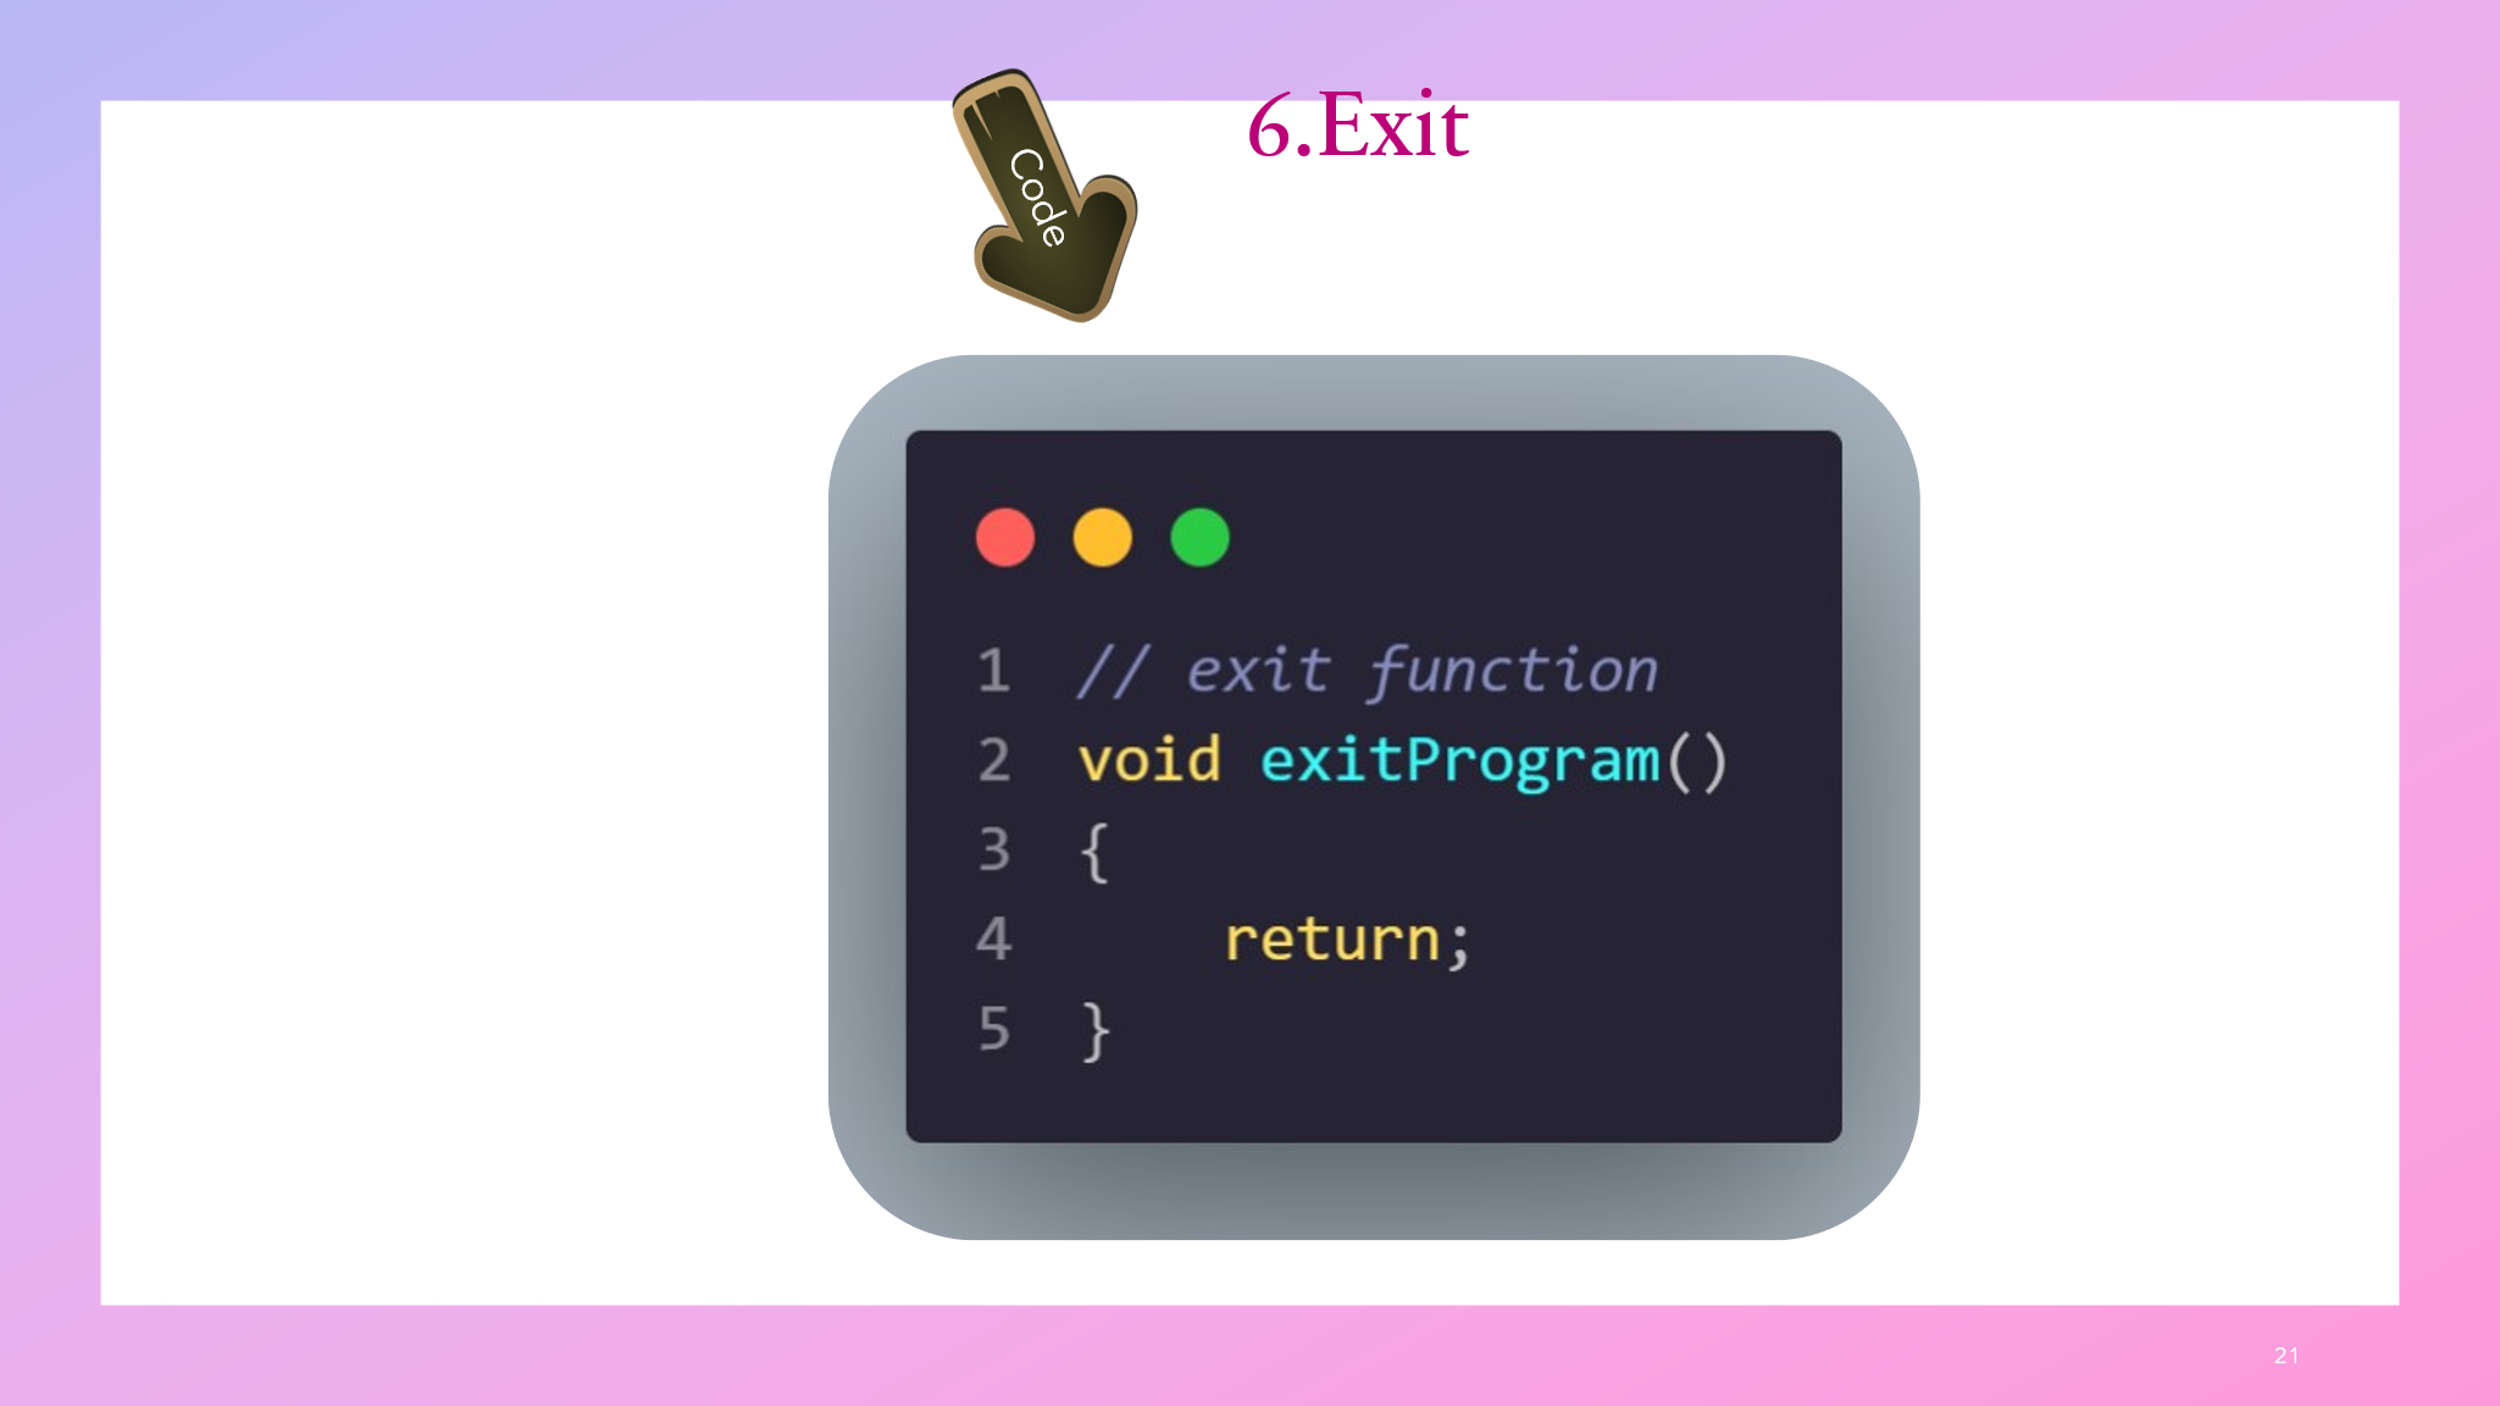 6.Exit
Code
1 // exit function
2 void exitProgram()
3 {
4     return;
5 }
21